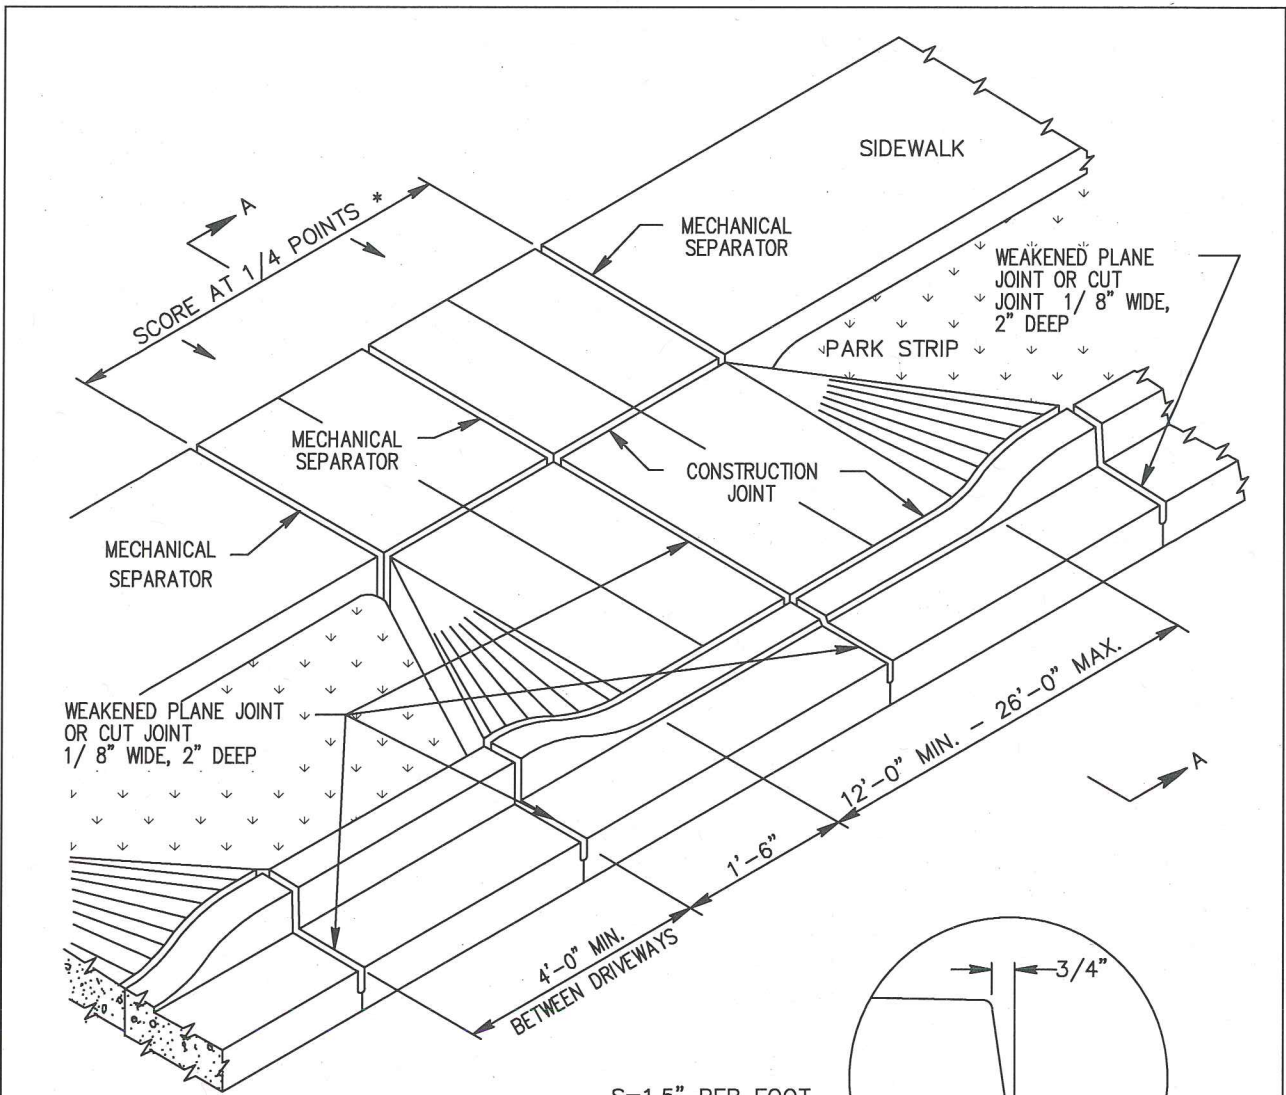 SIDEWALK
A
SCORE AT 1/4 POINTS *
MECHANICAL
SEPARATOR
WEAKENED PLANE
JOINT OR CUT
JOINT 1/ 8" WIDE,
2" DEEP
PARK STRIP
MECHANICAL
SEPARATOR
CONSTRUCTION
JOINT
MECHANICAL
SEPARATOR
WEAKENED PLANE JOINT
OR CUT JOINT
1/ 8" WIDE, 2" DEEP
12'-0" MIN. - 26'-0" MAX.
A
1'-6"
4'-0" MIN.
BETWEEN DRIVEWAYS
3/4"
S=1.5" PER FOOT